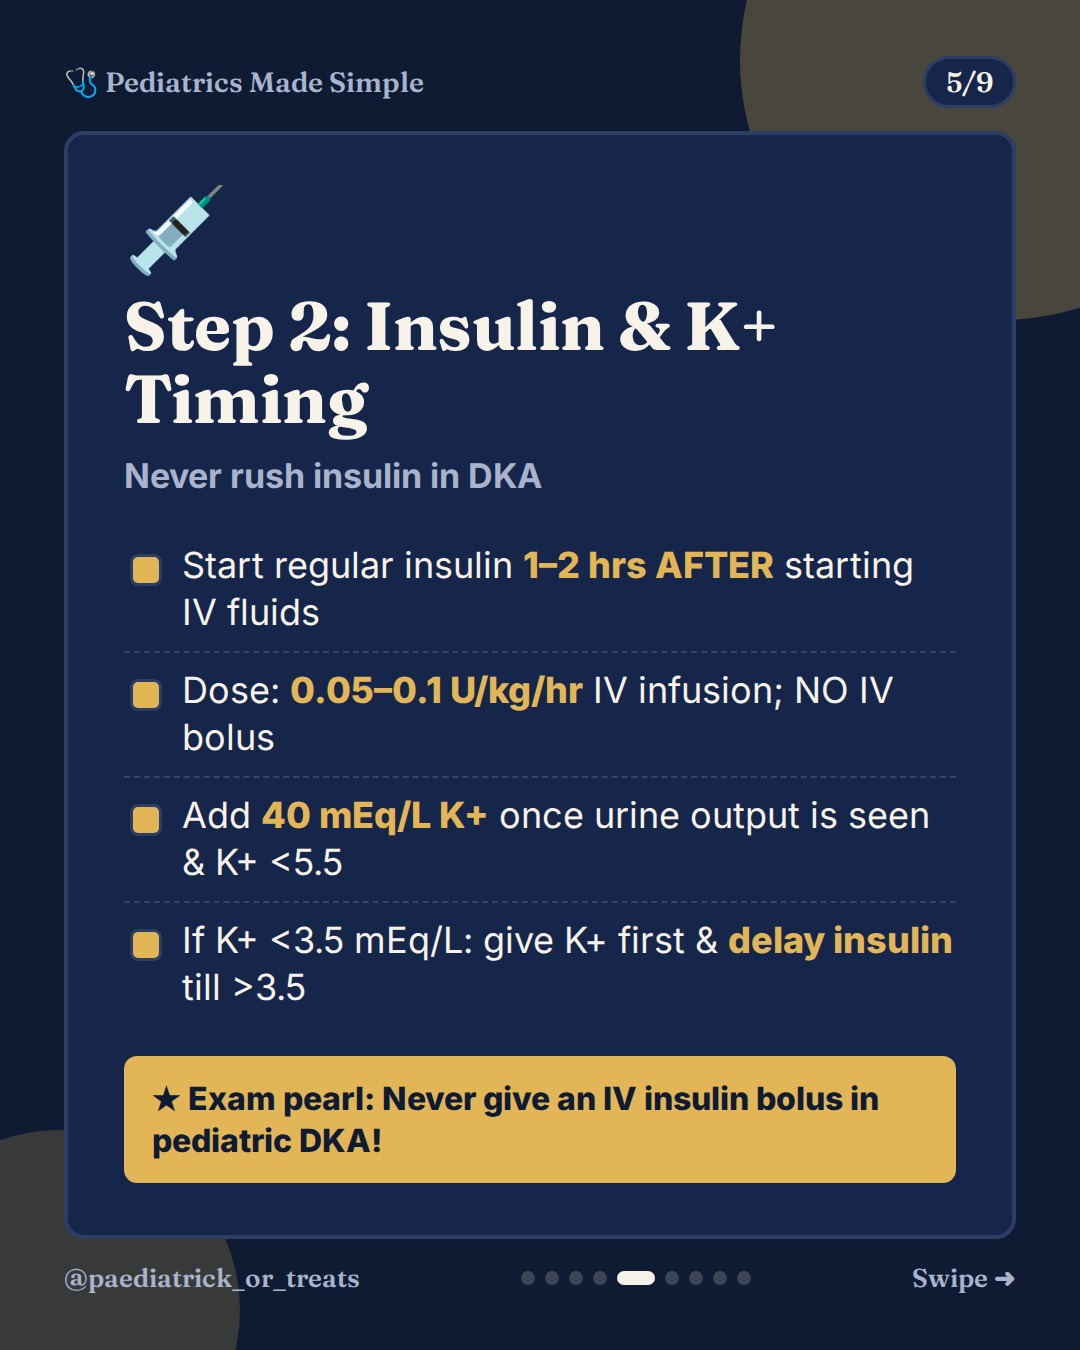 🩺 Pediatrics Made Simple
5/9
Step 2: Insulin & K+
Timing
Never rush insulin in DKA
Start regular insulin 1–2 hrs AFTER starting
IV fluids
Dose: 0.05–0.1 U/kg/hr IV infusion; NO IV
bolus
Add 40 mEq/L K+ once urine output is seen
& K+ <5.5
If K+ <3.5 mEq/L: give K+ first & delay insulin
till >3.5
★ Exam pearl: Never give an IV insulin bolus in
pediatric DKA!
@paediatrick_or_treats
Swipe ➜